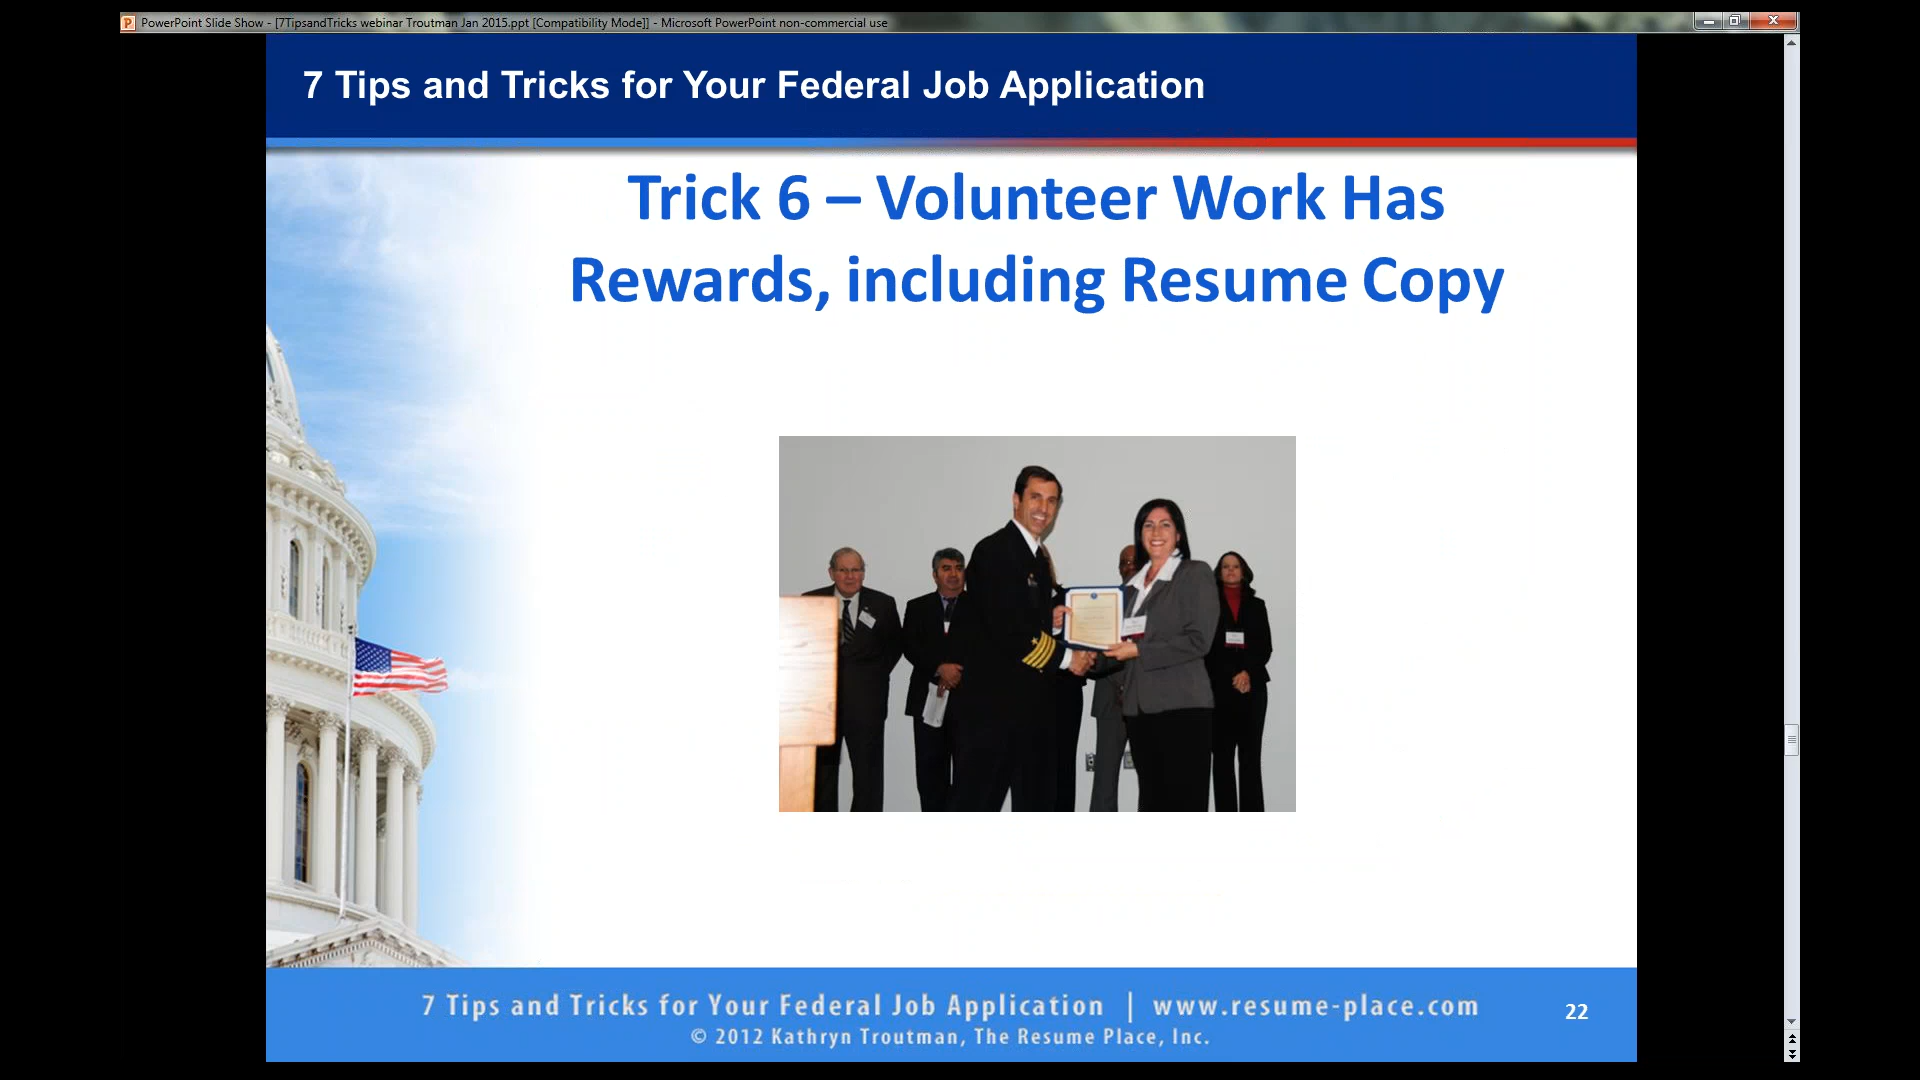 PowerPoint Slide Show - [7TipsandTricks webinar Troutman Jan 2015.ppt [Compatibility Mode]] - Microsoft PowerPoint non-commercial use
7 Tips and Tricks for Your Federal Job Application
Trick 6 – Volunteer Work Has
Rewards, including Resume Copy
7 Tips and Tricks for Your Federal Job Application | www.resume-place.com
22
© 2012 Kathryn Troutman, The Resume Place, Inc.